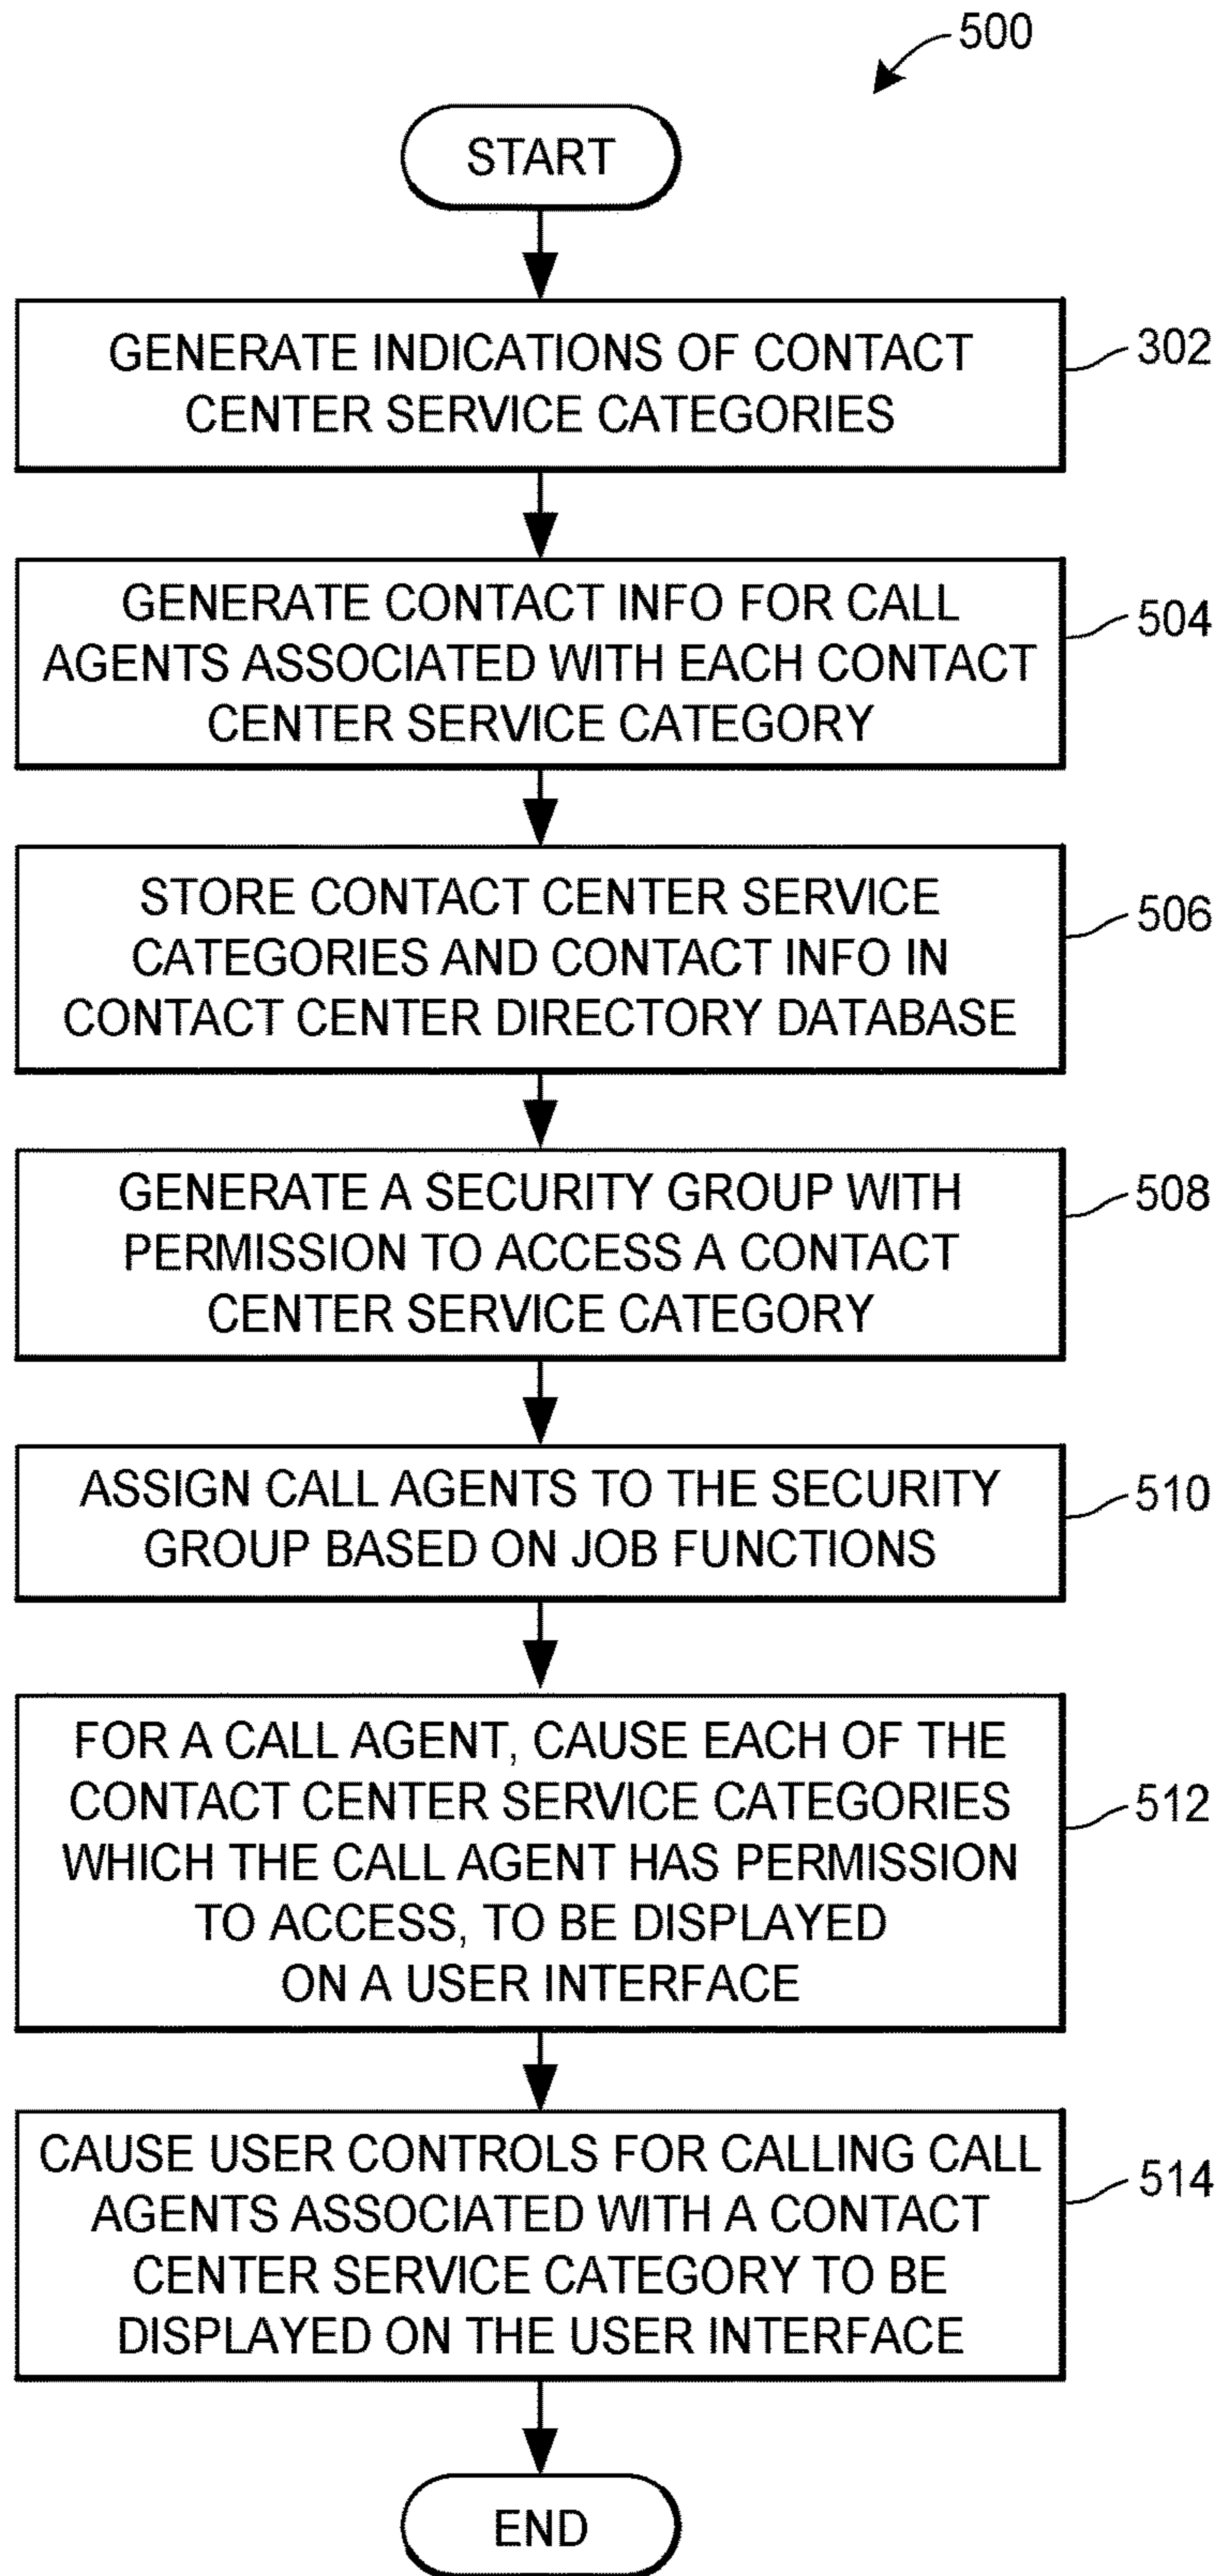 500
START
GENERATE INDICATIONS OF CONTACT
CENTER SERVICE CATEGORIES
302
GENERATE CONTACT INFO FOR CALL
AGENTS ASSOCIATED WITH EACH CONTACT
CENTER SERVICE CATEGORY
504
STORE CONTACT CENTER SERVICE
CATEGORIES AND CONTACT INFO IN
CONTACT CENTER DIRECTORY DATABASE
506
GENERATE A SECURITY GROUP WITH
PERMISSION TO ACCESS A CONTACT
CENTER SERVICE CATEGORY
508
ASSIGN CALL AGENTS TO THE SECURITY
GROUP BASED ON JOB FUNCTIONS
510
FOR A CALL AGENT, CAUSE EACH OF THE
CONTACT CENTER SERVICE CATEGORIES
WHICH THE CALL AGENT HAS PERMISSION
TO ACCESS, TO BE DISPLAYED
ON A USER INTERFACE
512
CAUSE USER CONTROLS FOR CALLING CALL
AGENTS ASSOCIATED WITH A CONTACT
CENTER SERVICE CATEGORY TO BE
DISPLAYED ON THE USER INTERFACE
514
END